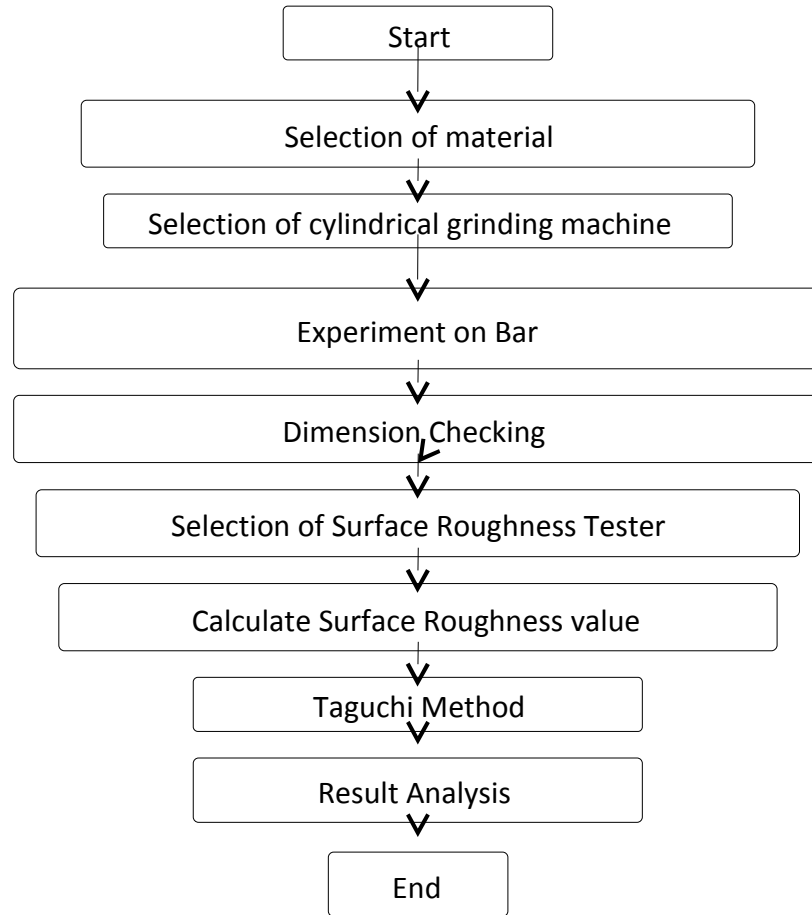 Start
Selection of material
Selection of cylindrical grinding machine
Experiment on Bar
Dimension Checking
Selection of Surface Roughness Tester
Calculate Surface Roughness value
Taguchi Method
Result Analysis
End